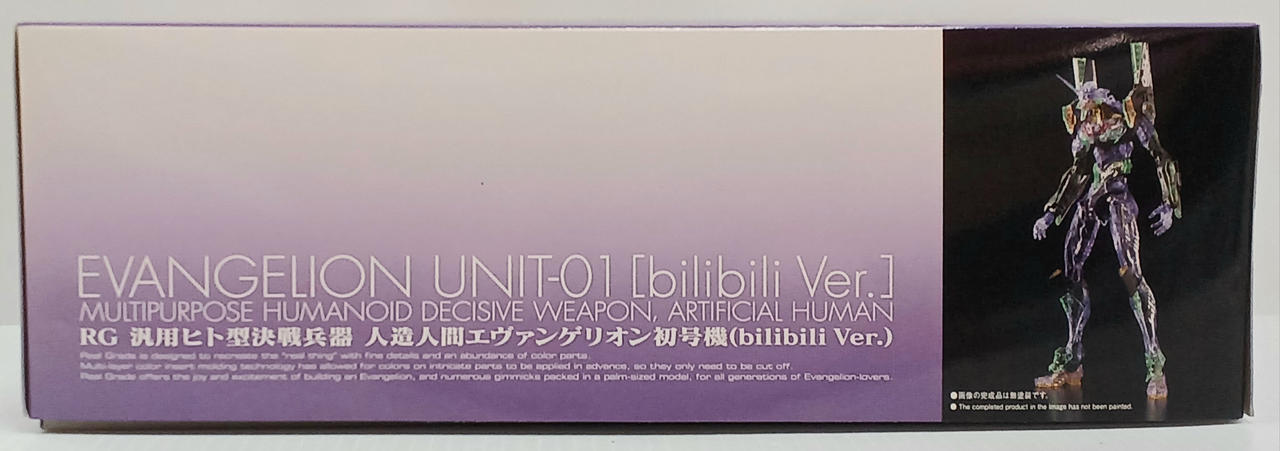 EVANGELION UNIT-01 [bilibili Ver.]
MULTIPURPOSE HUMANOID DECISIVE WEAPON, ARTIFICIAL HUMAN
RG 汎用ヒト型決戦兵器 人造人間エヴァンゲリオン初号機(bilibili Ver.)
Real Grade is designed to recreate the "real thing" with fine details and an abundance of color parts.
Multi-layer color insert molding technology has allowed for colors on intricate parts to be applied in advance, so they only need to be cut off.
Real Grade offers the joy and excitement of building an Evangelion, and numerous gimmicks packed in a palm-sized model, for all generations of Evangelion-lovers.
●画像の完成品は無塗装です。
● The completed product in the image has not been painted.